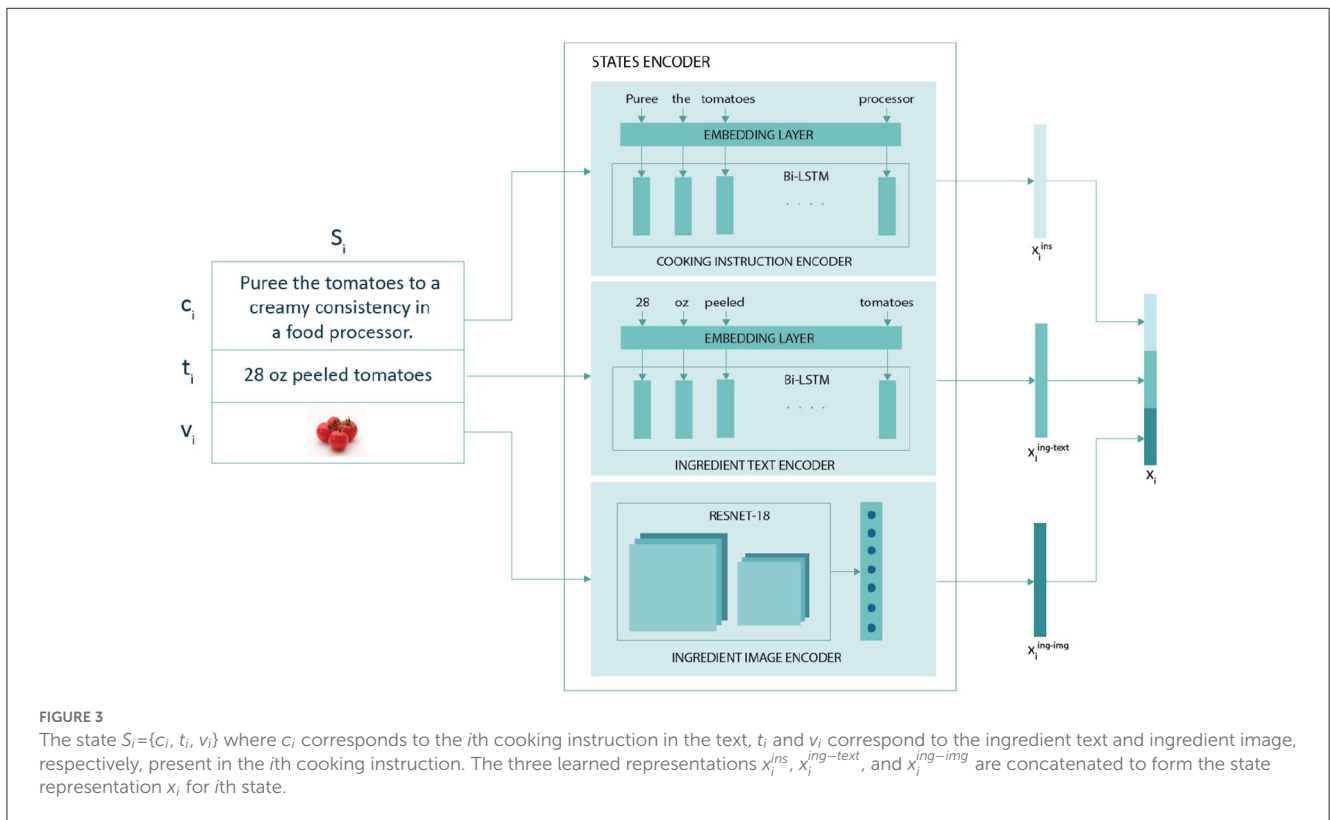 STATES ENCODER
Puree the tomatoes processor
EMBEDDING LAYER
Bi-LSTM
. . . .
COOKING INSTRUCTION ENCODER
28 oz peeled tomatoes
EMBEDDING LAYER
Bi-LSTM
. . . .
INGREDIENT TEXT ENCODER
RESNET-18
INGREDIENT IMAGE ENCODER
S_i
c_i
Puree the tomatoes to a
creamy consistency in
a food processor.
t_i
28 oz peeled tomatoes
v_i
x_i^ins
x_i^ing-text
x_i^ing-img
x_i
FIGURE 3
The state S_i={c_i, t_i, v_i} where c_i corresponds to the ith cooking instruction in the text, t_i and v_i correspond to the ingredient text and ingredient image,
respectively, present in the ith cooking instruction. The three learned representations x_i^ins, x_i^ing−text, and x_i^ing−img are concatenated to form the state
representation x_i for ith state.